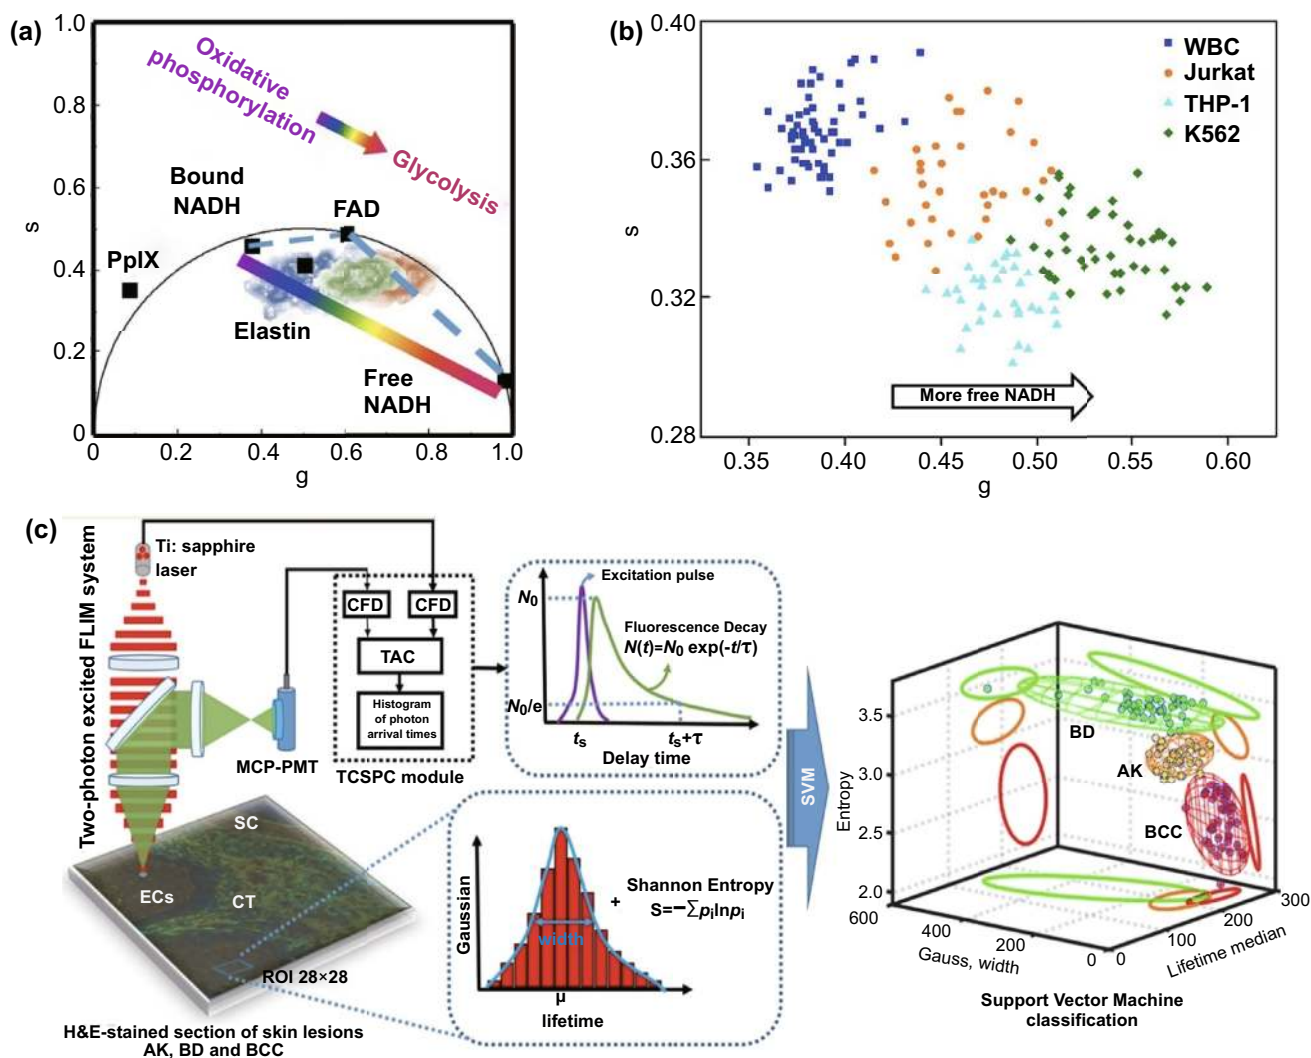 (a)
1.0
0.8
0.6
0.4
0.2
0
s
0
0.2
0.4
0.6
0.8
1.0
g
Oxidative
phosphorylation
Glycolysis
Bound
NADH
FAD
PpIX
Elastin
Free
NADH
(b)
0.40
0.36
0.32
0.28
s
0.35
0.40
0.45
0.50
0.55
0.60
g
WBC
Jurkat
THP-1
K562
More free NADH
(c)
Two-photon excited FLIM system
Ti: sapphire
laser
MCP-PMT
CFD
CFD
TAC
Histogram
of photon
arrival times
TCSPC module
SC
ECs
CT
ROI 28×28
H&E-stained section of skin lesions
AK, BD and BCC
N₀
N₀/e
Excitation pulse
Fluorescence Decay
N(t)=N₀ exp(-t/τ)
tₛ
tₛ+τ
Delay time
Gaussian
width
μ
lifetime
+
Shannon Entropy
S=−∑pᵢlnpᵢ
SVM
Entropy
3.5
3.0
2.5
2.0
600
400
200
0
Gauss, width
0
100
200
300
Lifetime median
BD
AK
BCC
Support Vector Machine
classification